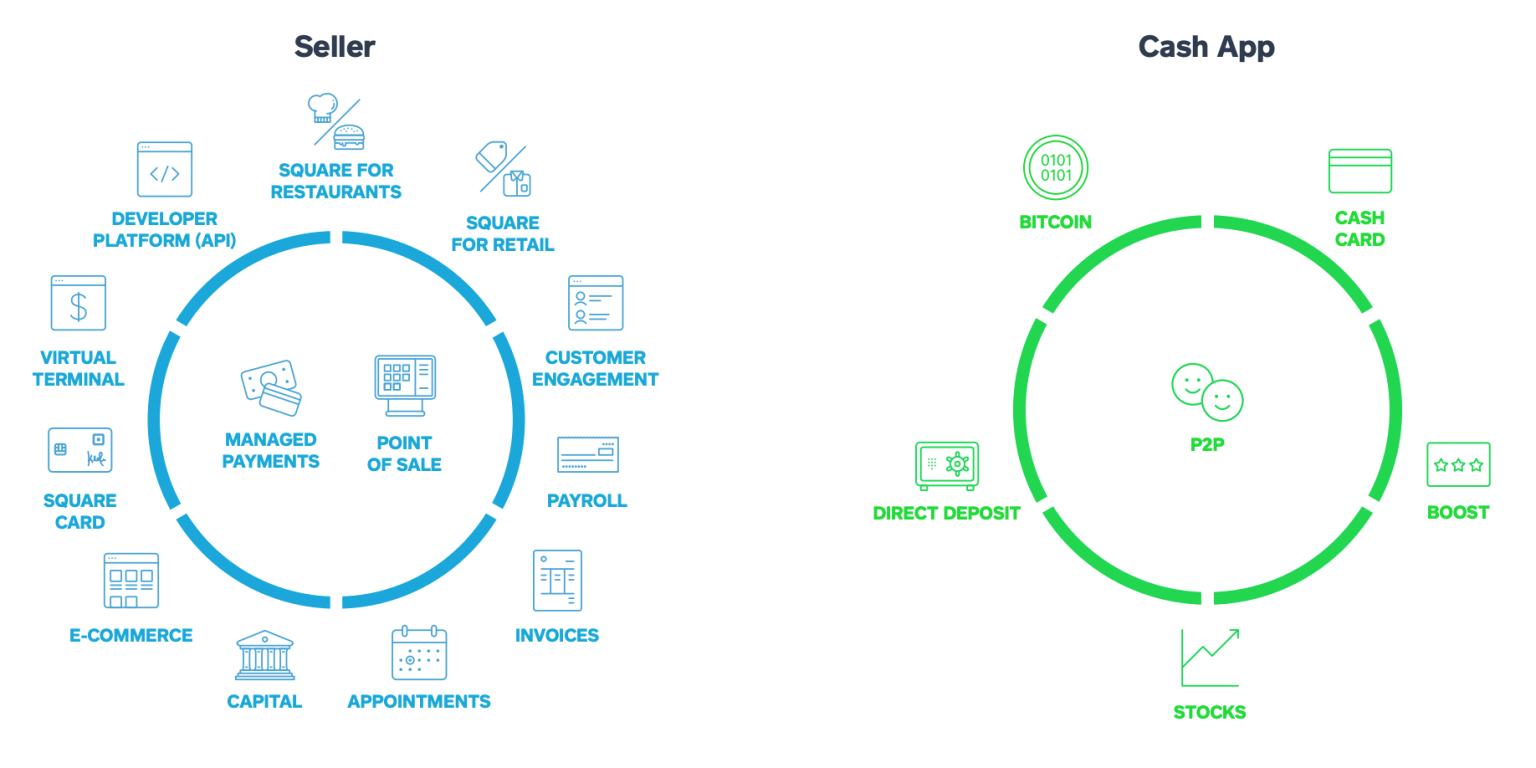 Seller
SQUARE FOR
RESTAURANTS
SQUARE
FOR RETAIL
CUSTOMER
ENGAGEMENT
PAYROLL
INVOICES
APPOINTMENTS
CAPITAL
E-COMMERCE
SQUARE
CARD
VIRTUAL
TERMINAL
$
DEVELOPER
PLATFORM (API)
</>
MANAGED
PAYMENTS
POINT
OF SALE
Cash App
0101
0101
BITCOIN
CASH
CARD
BOOST
STOCKS
DIRECT DEPOSIT
P2P